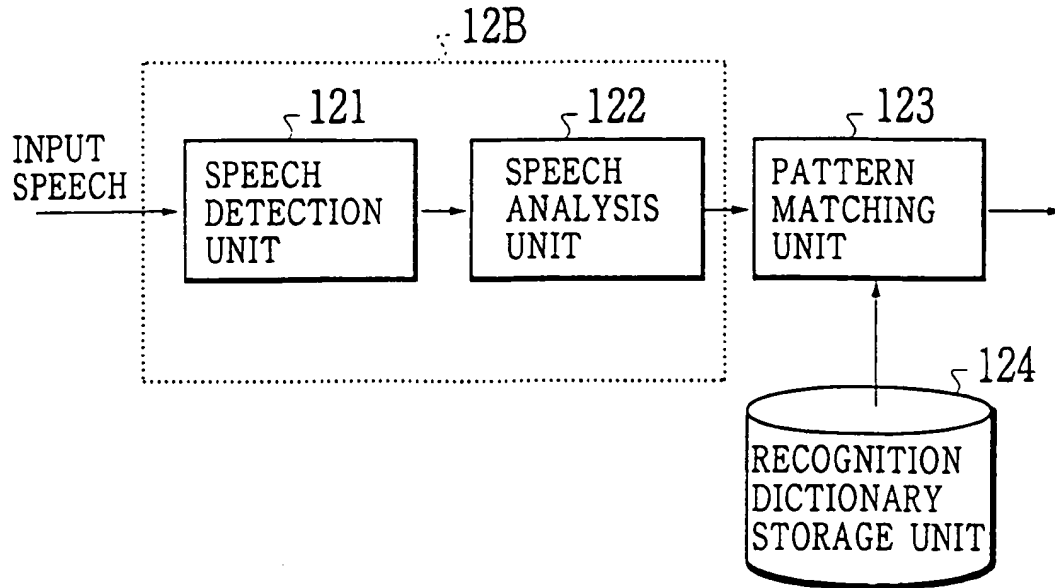 12B
121
122
123
INPUT
SPEECH
SPEECH
DETECTION
UNIT
SPEECH
ANALYSIS
UNIT
PATTERN
MATCHING
UNIT
124
RECOGNITION
DICTIONARY
STORAGE UNIT